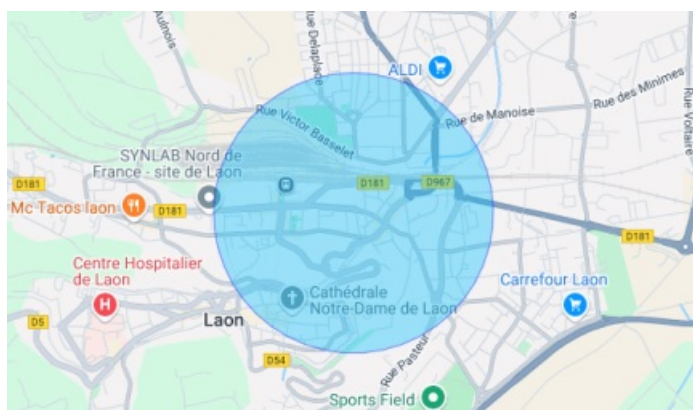 Aulnois
Rue Delaplace
ALDI
Rue des Minimes
Rue de Manoise
Rue Victor Basselet
Rue Voltaire
SYNLAB Nord de
France - site de Laon
D181
D181
D967
Mc Tacos laon
D181
D181
Centre Hospitalier
de Laon
Carrefour Laon
Cathédrale
Notre-Dame de Laon
H
D5
Laon
D54
Rue Pasteur
Sports Field